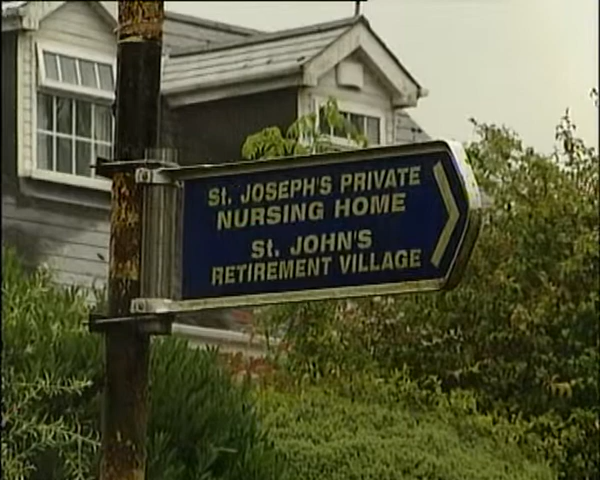 St. JOSEPH'S PRIVATE
NURSING HOME
St. JOHN'S
RETIREMENT VILLAGE